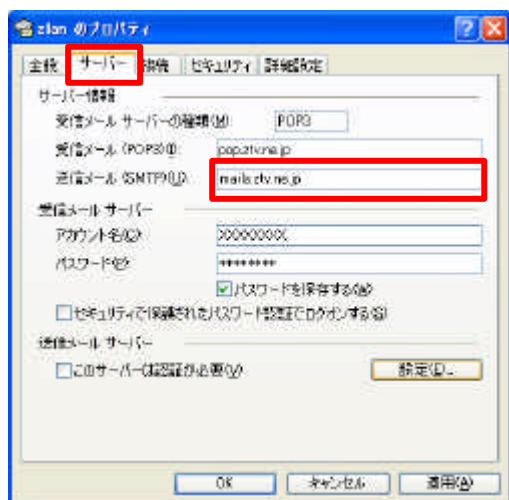 zlan のプロパティ
全般 サーバー 接続 セキュリティ 詳細設定
サーバー情報
受信メール サーバーの種類(M): POP3
受信メール (POP3)(I): pop.ztv.ne.jp
送信メール (SMTP)(U): mails.ztv.ne.jp
受信メール サーバー
アカウント名(C): XXXXXXXX
パスワード(P): ********
パスワードを保存する(W)
セキュリティで保護されたパスワード認証でログオンする(S)
送信メール サーバー
このサーバーは認証が必要(V)
設定(E)...
OK キャンセル 適用(A)